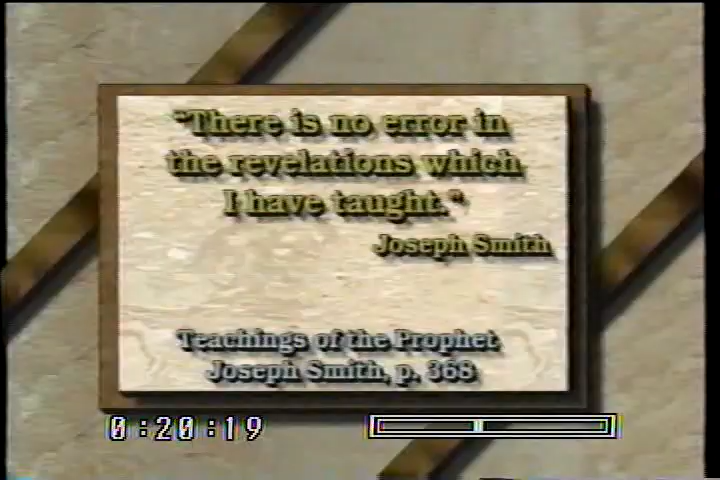 "There is no error in
the revelations which
I have taught."
Joseph Smith
Teachings of the Prophet
Joseph Smith, p. 368
0:20:19